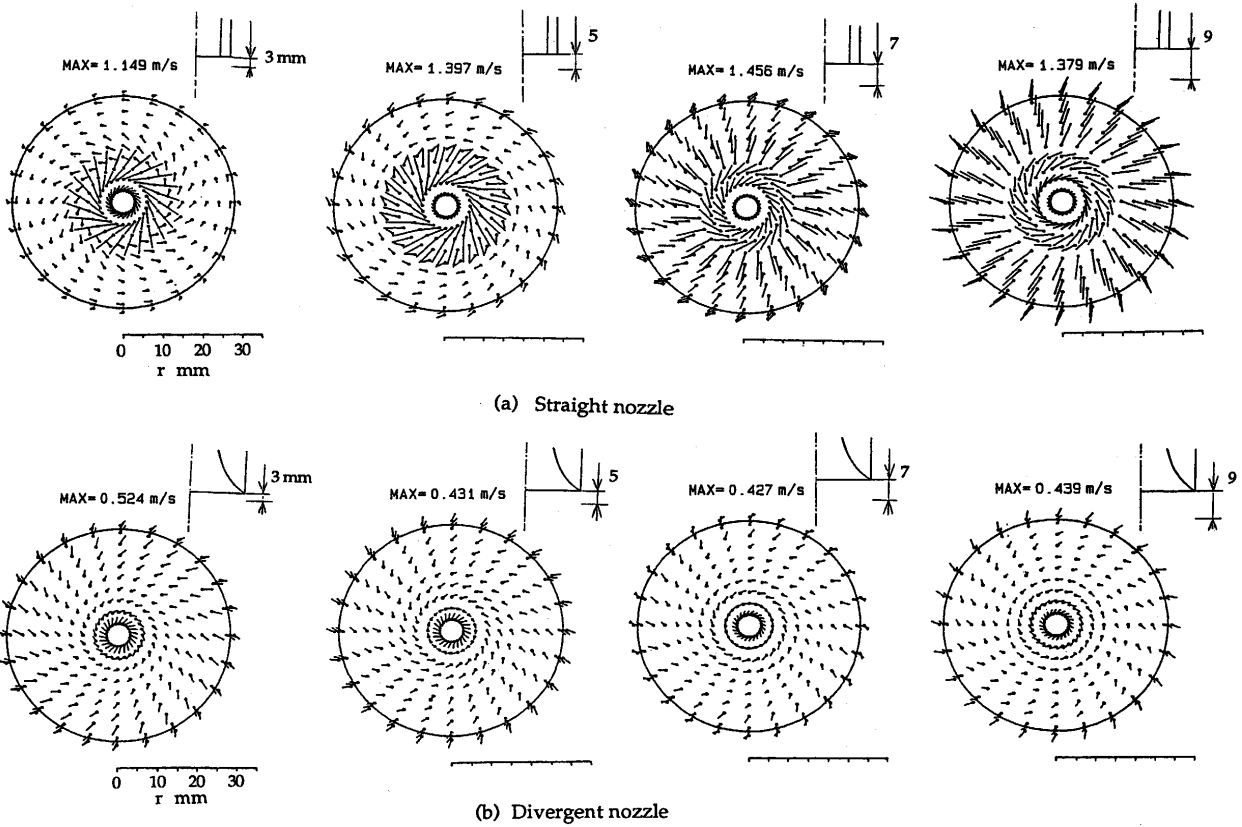 3 mm
MAX= 1.149 m/s
5
MAX= 1.397 m/s
7
MAX= 1.456 m/s
9
MAX= 1.379 m/s
0 10 20 30
r mm
(a) Straight nozzle
3 mm
MAX= 0.524 m/s
5
MAX= 0.431 m/s
7
MAX= 0.427 m/s
9
MAX= 0.439 m/s
0 10 20 30
r mm
(b) Divergent nozzle